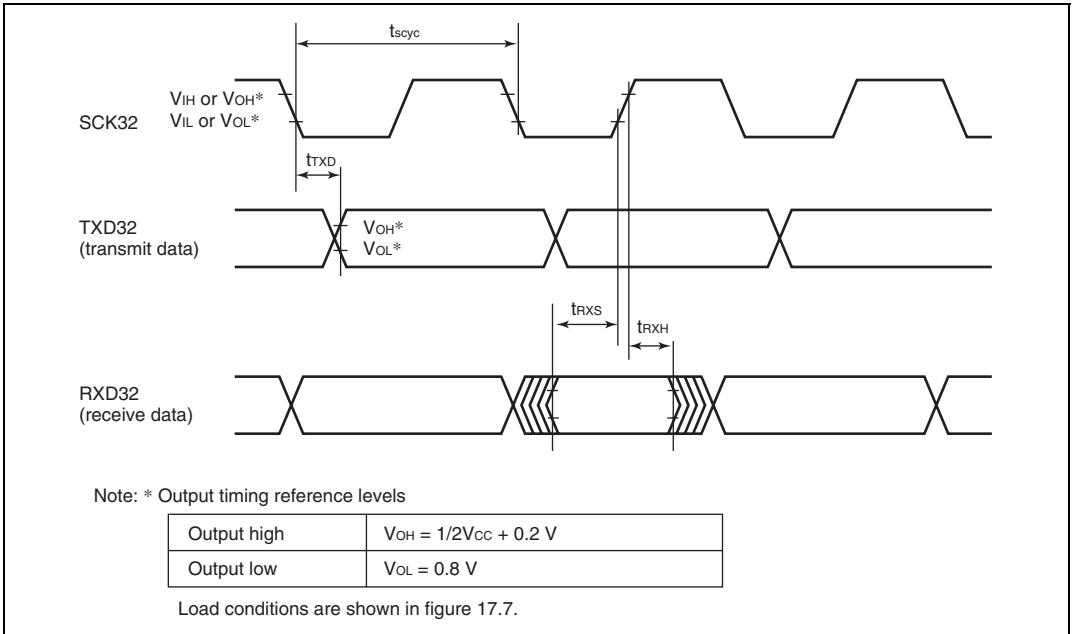 tscyc
VIH or VOH*
VIL or VOL*
SCK32
tTXD
TXD32
(transmit data)
VOH*
VOL*
tRXS
tRXH
RXD32
(receive data)
Note: * Output timing reference levels
Output high VOH = 1/2VCC + 0.2 V
Output low VOL = 0.8 V
Load conditions are shown in figure 17.7.